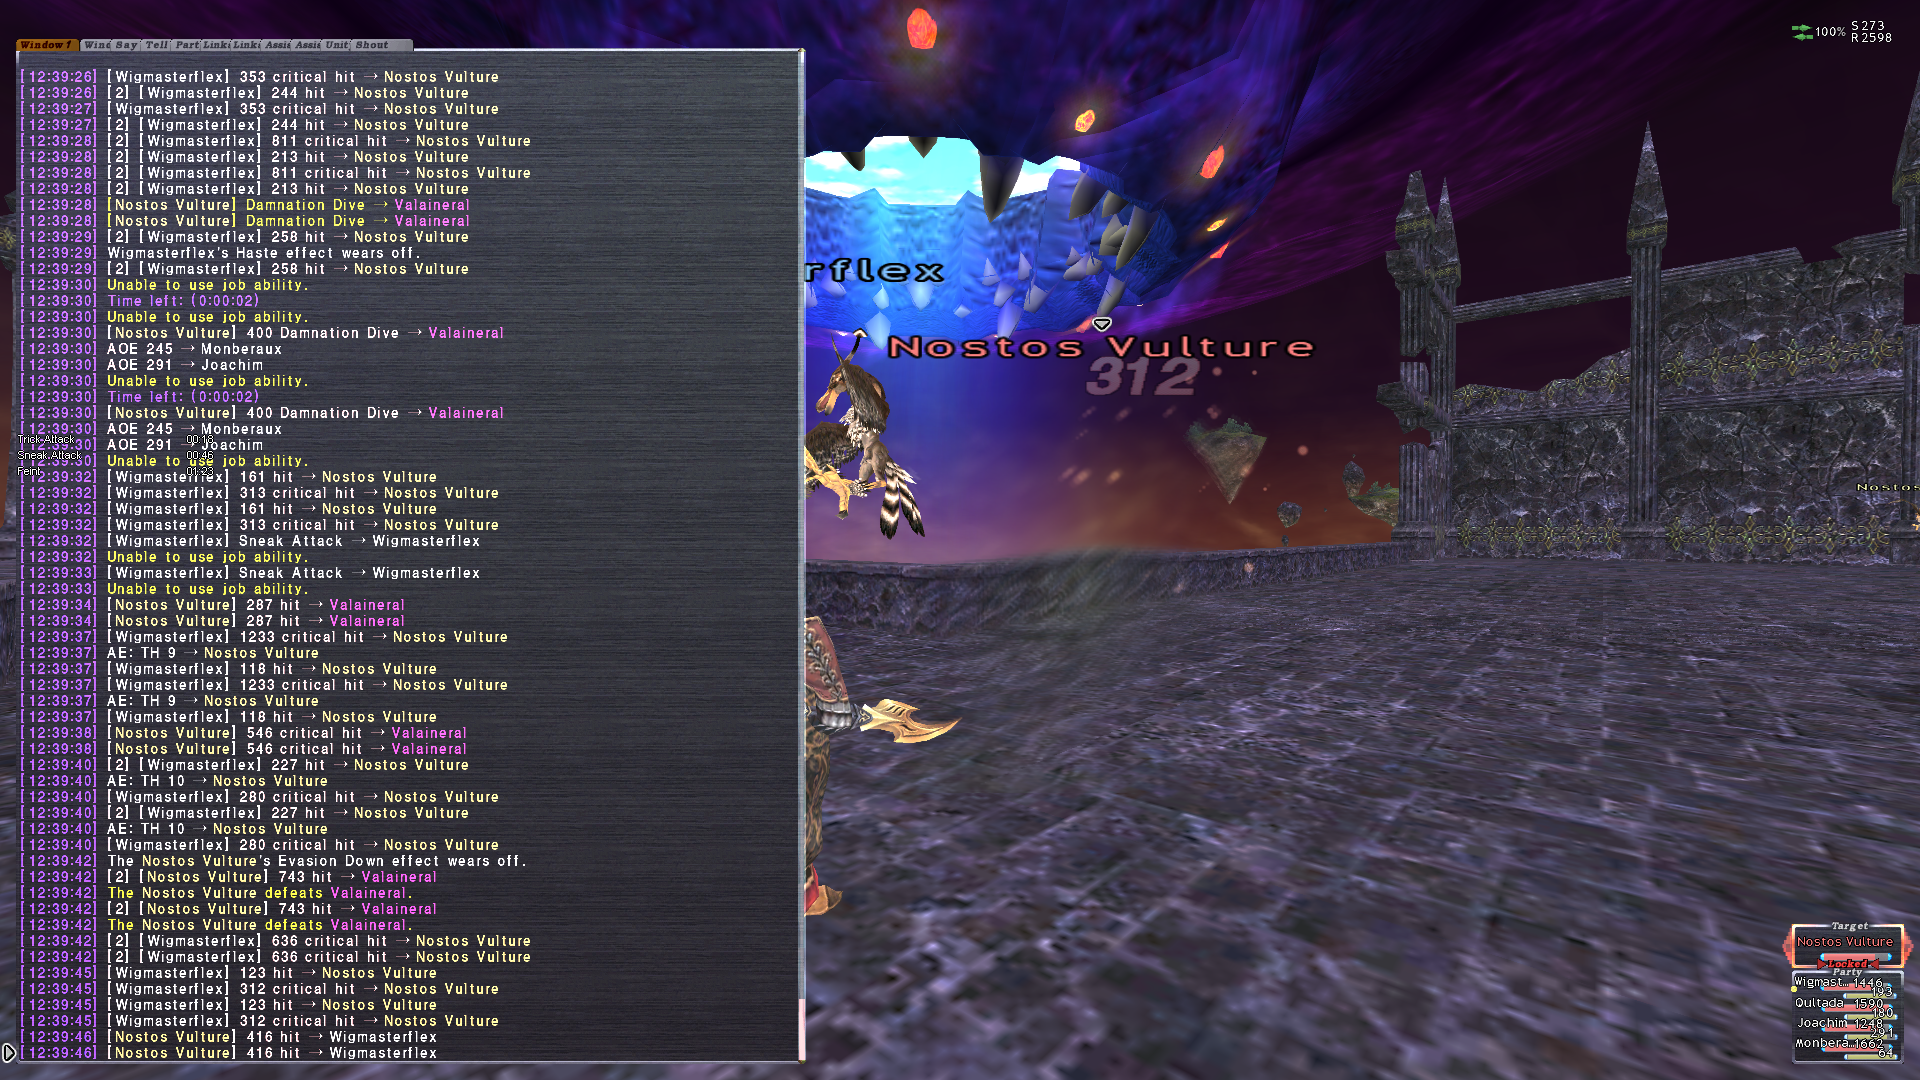 Window 1 Wind Say Tell Part Link Link Assi Assi Unit Shout
[12:39:26] [Wigmasterflex] 353 critical hit → Nostos Vulture
[12:39:26] [2] [Wigmasterflex] 244 hit → Nostos Vulture
[12:39:27] [Wigmasterflex] 353 critical hit → Nostos Vulture
[12:39:27] [2] [Wigmasterflex] 244 hit → Nostos Vulture
[12:39:28] [2] [Wigmasterflex] 811 critical hit → Nostos Vulture
[12:39:28] [2] [Wigmasterflex] 213 hit → Nostos Vulture
[12:39:28] [2] [Wigmasterflex] 811 critical hit → Nostos Vulture
[12:39:28] [2] [Wigmasterflex] 213 hit → Nostos Vulture
[12:39:28] [Nostos Vulture] Damnation Dive → Valaineral
[12:39:28] [Nostos Vulture] Damnation Dive → Valaineral
[12:39:29] [2] [Wigmasterflex] 258 hit → Nostos Vulture
[12:39:29] Wigmasterflex's Haste effect wears off.
[12:39:29] [2] [Wigmasterflex] 258 hit → Nostos Vulture
[12:39:30] Unable to use job ability.
[12:39:30] Time left: (0:00:02)
[12:39:30] Unable to use job ability.
[12:39:30] [Nostos Vulture] 400 Damnation Dive → Valaineral
[12:39:30] AOE 245 → Monberaux
[12:39:30] AOE 291 → Joachim
[12:39:30] Unable to use job ability.
[12:39:30] Time left: (0:00:02)
[12:39:30] [Nostos Vulture] 400 Damnation Dive → Valaineral
[12:39:30] AOE 245 → Monberaux
[12:39:30] AOE 291 → Joachim
Trick Attack 00:18
[12:39:30] Unable to use job ability.
Sneak Attack 00:46
Feint 01:23
[12:39:32] [Wigmasterflex] 161 hit → Nostos Vulture
[12:39:32] [Wigmasterflex] 313 critical hit → Nostos Vulture
[12:39:32] [Wigmasterflex] 161 hit → Nostos Vulture
[12:39:32] [Wigmasterflex] 313 critical hit → Nostos Vulture
[12:39:32] [Wigmasterflex] Sneak Attack → Wigmasterflex
[12:39:32] Unable to use job ability.
[12:39:33] [Wigmasterflex] Sneak Attack → Wigmasterflex
[12:39:33] Unable to use job ability.
[12:39:34] [Nostos Vulture] 287 hit → Valaineral
[12:39:34] [Nostos Vulture] 287 hit → Valaineral
[12:39:37] [Wigmasterflex] 1233 critical hit → Nostos Vulture
[12:39:37] AE: TH 9 → Nostos Vulture
[12:39:37] [Wigmasterflex] 118 hit → Nostos Vulture
[12:39:37] [Wigmasterflex] 1233 critical hit → Nostos Vulture
[12:39:37] AE: TH 9 → Nostos Vulture
[12:39:37] [Wigmasterflex] 118 hit → Nostos Vulture
[12:39:38] [Nostos Vulture] 546 critical hit → Valaineral
[12:39:38] [Nostos Vulture] 546 critical hit → Valaineral
[12:39:40] [2] [Wigmasterflex] 227 hit → Nostos Vulture
[12:39:40] AE: TH 10 → Nostos Vulture
[12:39:40] [Wigmasterflex] 280 critical hit → Nostos Vulture
[12:39:40] [2] [Wigmasterflex] 227 hit → Nostos Vulture
[12:39:40] AE: TH 10 → Nostos Vulture
[12:39:40] [Wigmasterflex] 280 critical hit → Nostos Vulture
[12:39:42] The Nostos Vulture's Evasion Down effect wears off.
[12:39:42] [2] [Nostos Vulture] 743 hit → Valaineral
[12:39:42] The Nostos Vulture defeats Valaineral.
[12:39:42] [2] [Nostos Vulture] 743 hit → Valaineral
[12:39:42] The Nostos Vulture defeats Valaineral.
[12:39:42] [2] [Wigmasterflex] 636 critical hit → Nostos Vulture
[12:39:42] [2] [Wigmasterflex] 636 critical hit → Nostos Vulture
[12:39:45] [Wigmasterflex] 123 hit → Nostos Vulture
[12:39:45] [Wigmasterflex] 312 critical hit → Nostos Vulture
[12:39:45] [Wigmasterflex] 123 hit → Nostos Vulture
[12:39:45] [Wigmasterflex] 312 critical hit → Nostos Vulture
[12:39:46] [Nostos Vulture] 416 hit → Wigmasterflex
[12:39:46] [Nostos Vulture] 416 hit → Wigmasterflex
rflex
Nostos Vulture
312
100% S 273
R 2598
Nostos
Target
Nostos Vulture
Locked
Party
Wigmast... 1446
193
Qultada 1590
180
Joachim 1248
291
Monbera... 1662
64